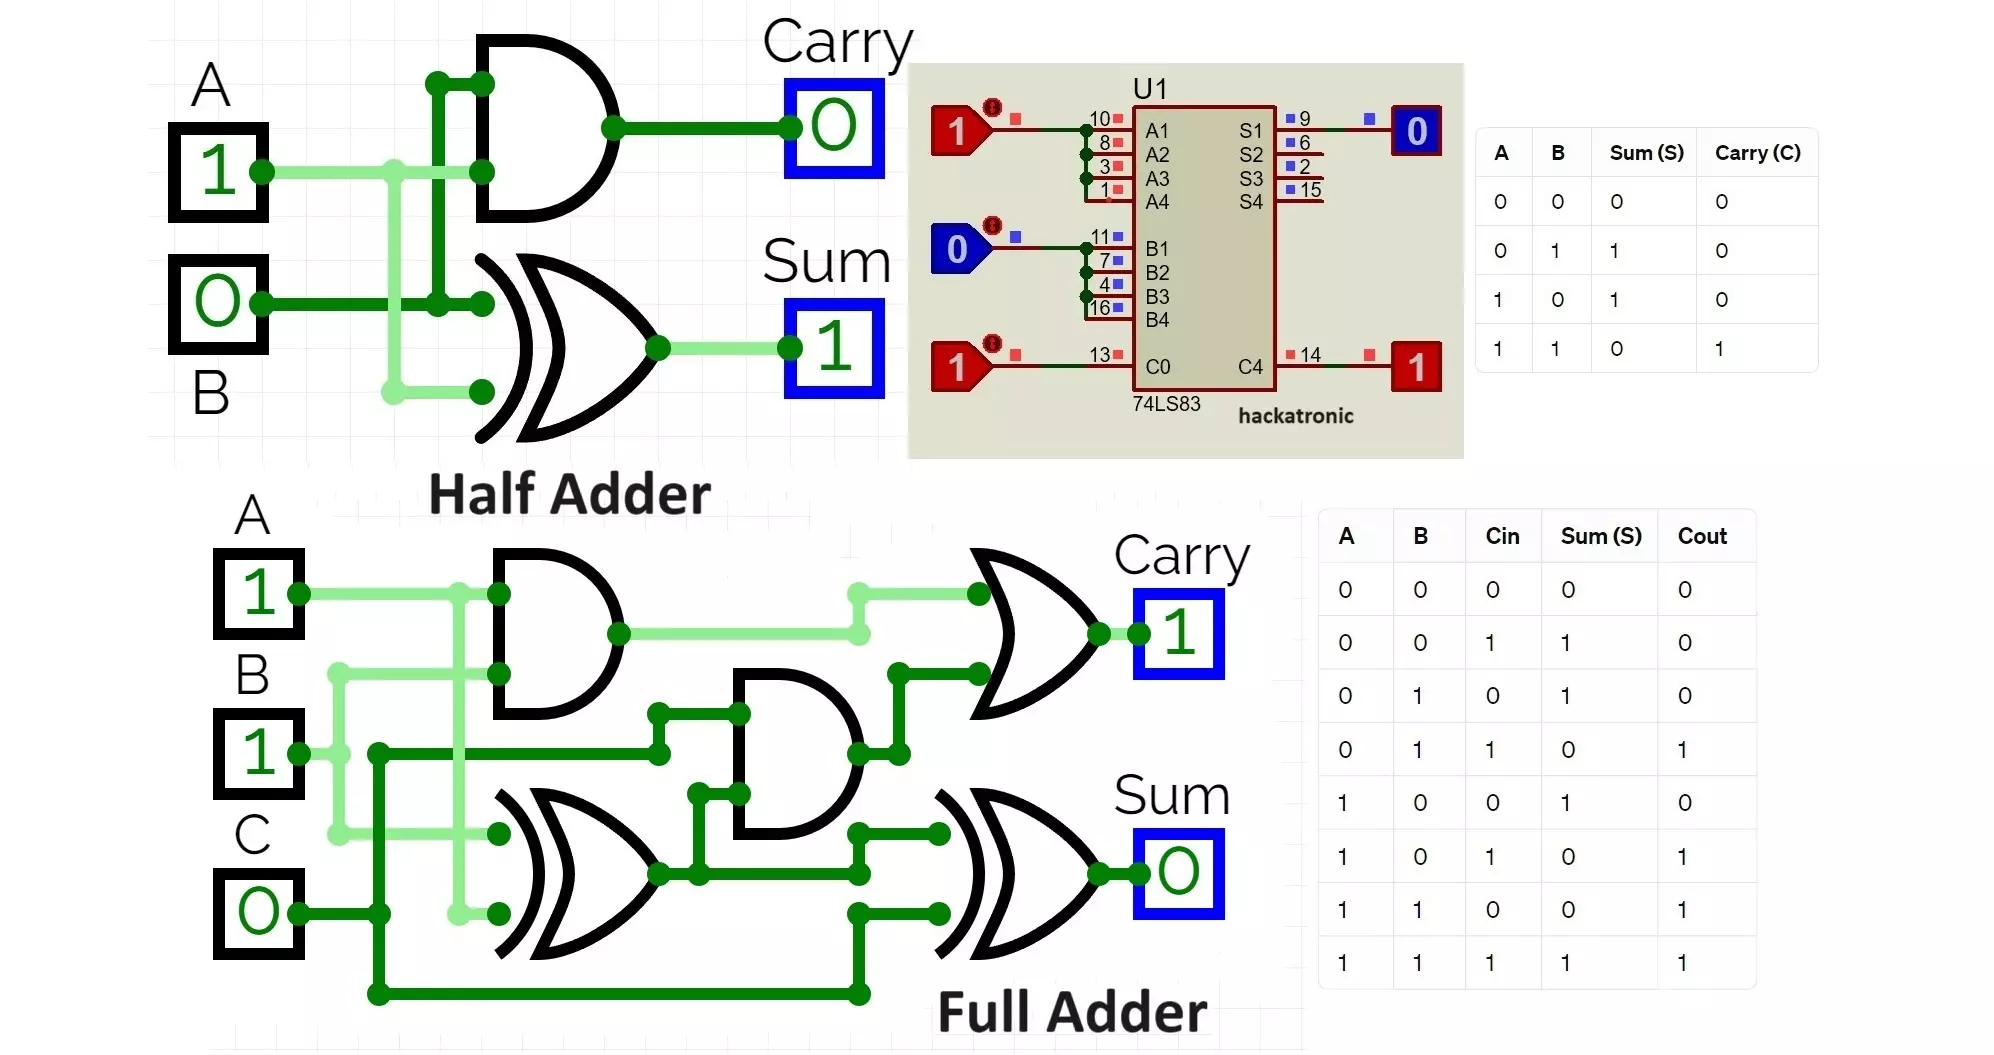 A
1
0
B
Carry
0
Sum
1
Half Adder
U1
1
0
1
10 A1 S1 9
8 A2 S2 6
3 A3 S3 2
1 A4 S4 15
11 B1
7 B2
4 B3
16 B4
13 C0 C4 14
0
1
74LS83
hackatronic
A B Sum (S) Carry (C)
0 0 0 0
0 1 1 0
1 0 1 0
1 1 0 1
A
1
B
1
C
0
Carry
1
Sum
0
Full Adder
A B Cin Sum (S) Cout
0 0 0 0 0
0 0 1 1 0
0 1 0 1 0
0 1 1 0 1
1 0 0 1 0
1 0 1 0 1
1 1 0 0 1
1 1 1 1 1